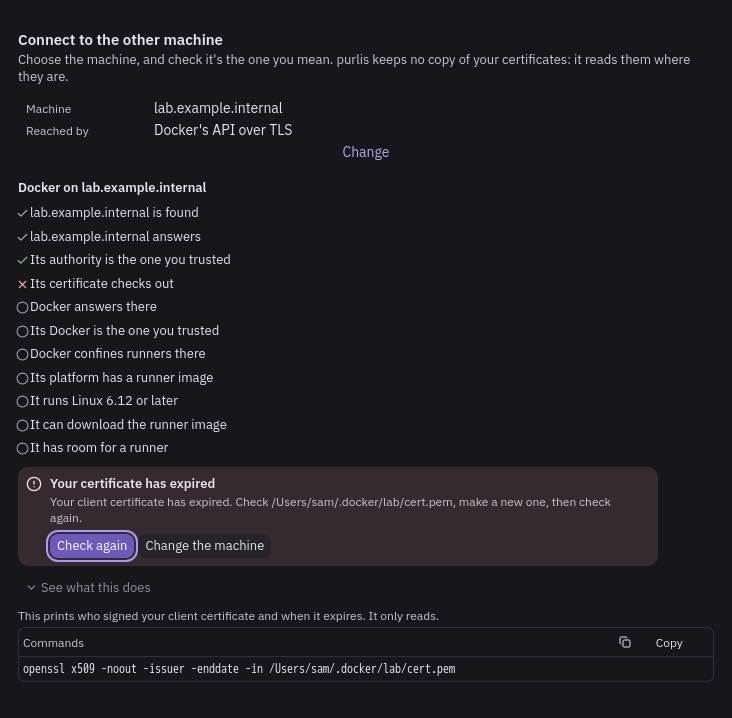 Connect to the other machine
Choose the machine, and check it's the one you mean. purlis keeps no copy of your certificates: it reads them where
they are.
Machine lab.example.internal
Reached by Docker's API over TLS
Change
Docker on lab.example.internal
lab.example.internal is found
lab.example.internal answers
Its authority is the one you trusted
Its certificate checks out
Docker answers there
Its Docker is the one you trusted
Docker confines runners there
Its platform has a runner image
It runs Linux 6.12 or later
It can download the runner image
It has room for a runner
Your certificate has expired
Your client certificate has expired. Check /Users/sam/.docker/lab/cert.pem, make a new one, then check
again.
Check again Change the machine
See what this does
This prints who signed your client certificate and when it expires. It only reads.
Commands Copy
openssl x509 -noout -issuer -enddate -in /Users/sam/.docker/lab/cert.pem